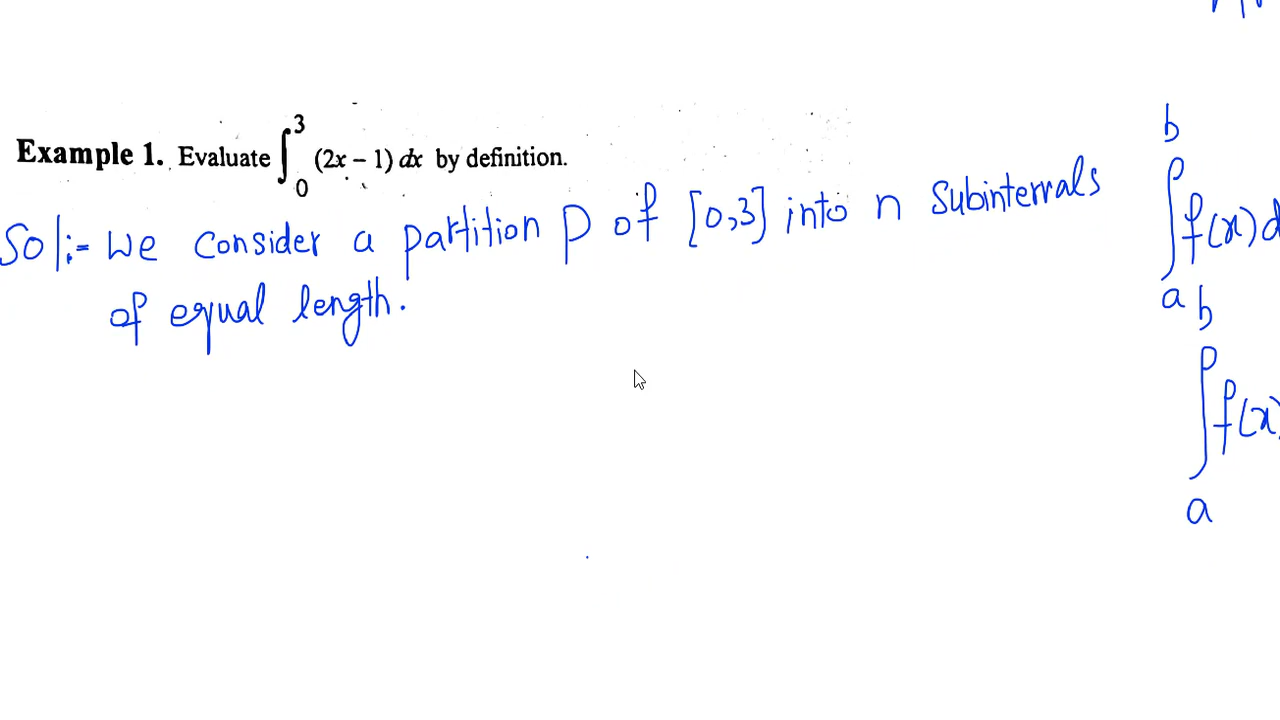 Example 1. Evaluate ∫₀³ (2x − 1) dx by definition.
Sol:- We consider a partition P of [0,3] into n subintervals
of equal length.
b
∫f(x)d
a
b
∫f(x)
a